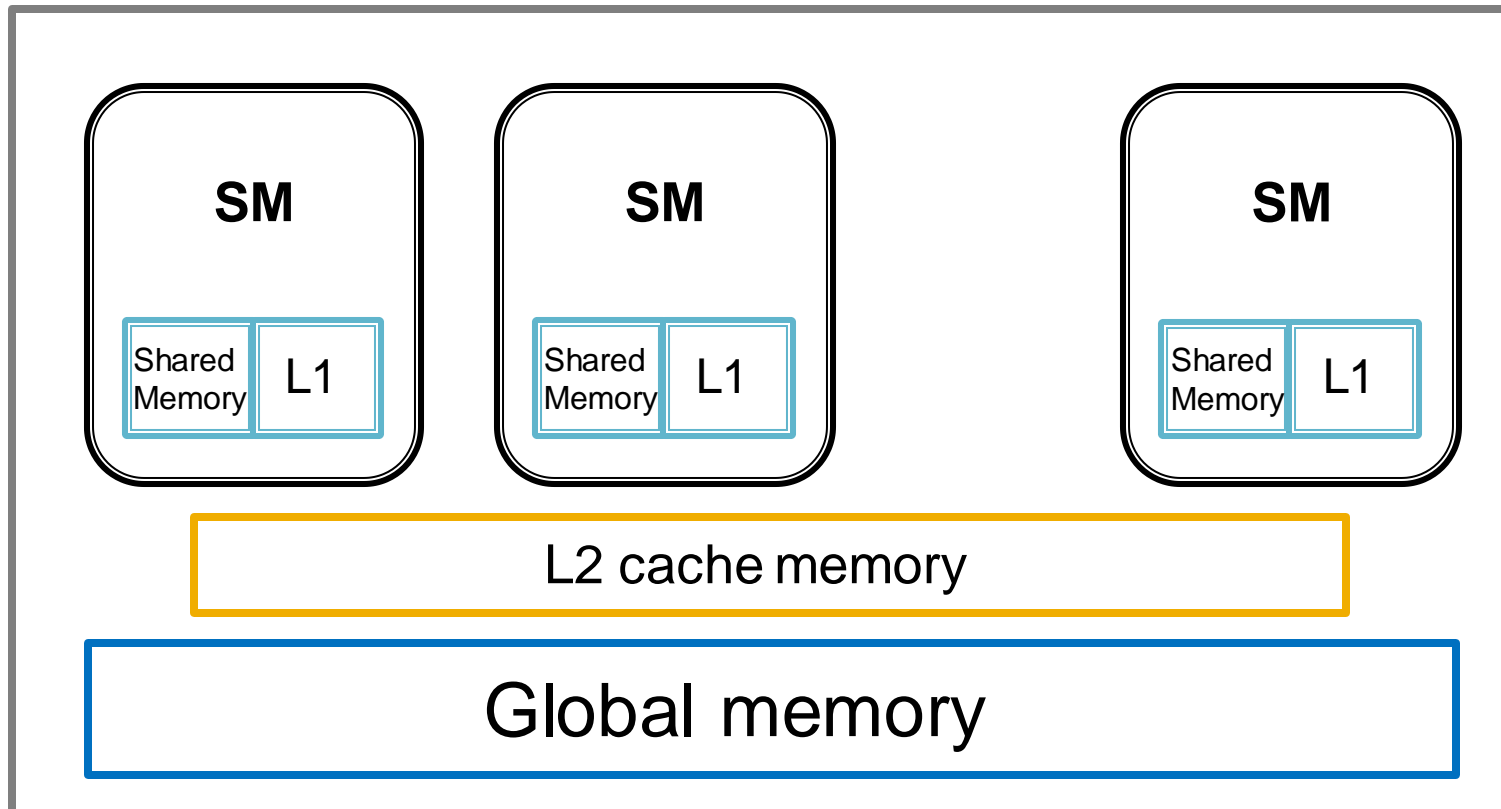 SM
SM
SM
Shared
Memory
L1
Shared
Memory
L1
Shared
Memory
L1
L2 cache memory
Global memory